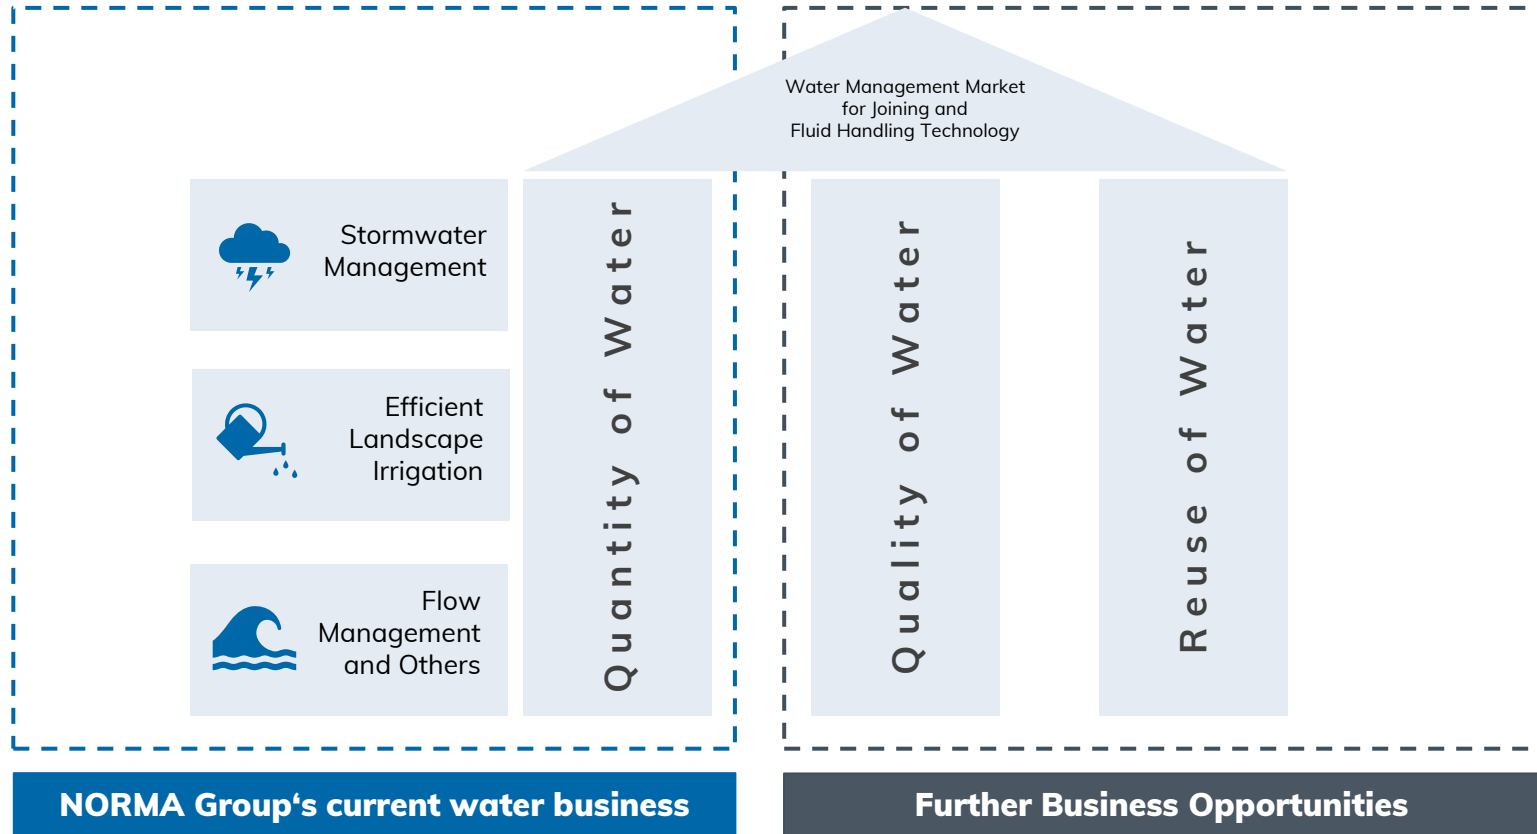 Water Management Market
for Joining and
Fluid Handling Technology
Stormwater
Management
Efficient
Landscape
Irrigation
Flow
Management
and Others
Quantity of Water
Quality of Water
Reuse of Water
NORMA Group‘s current water business
Further Business Opportunities